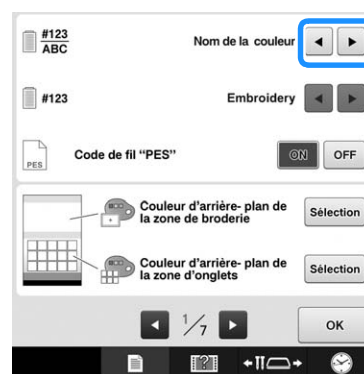 #123
ABC
Nom de la couleur
#123
Embroidery
PES
Code de fil “PES”
ON
OFF
Couleur d’arrière- plan de
la zone de broderie
Sélection
Couleur d’arrière- plan de
la zone d’onglets
Sélection
1/7
OK